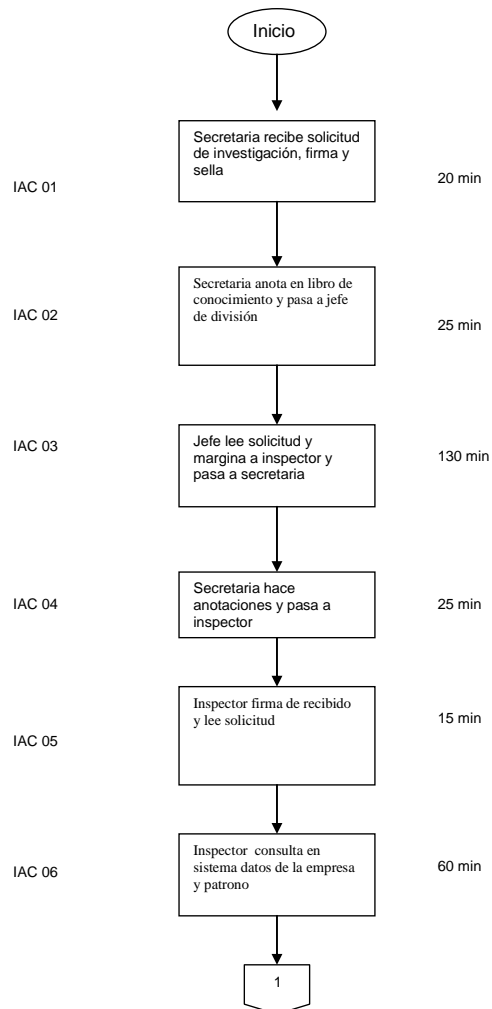 Inicio
IAC 01
Secretaria recibe solicitud
de investigación, firma y
sella
20 min
IAC 02
Secretaria anota en libro de
conocimiento y pasa a jefe
de división
25 min
IAC 03
Jefe lee solicitud y
margina a inspector y
pasa a secretaria
130 min
IAC 04
Secretaria hace
anotaciones y pasa a
inspector
25 min
IAC 05
Inspector firma de recibido
y lee solicitud
15 min
IAC 06
Inspector consulta en
sistema datos de la empresa
y patrono
60 min
1